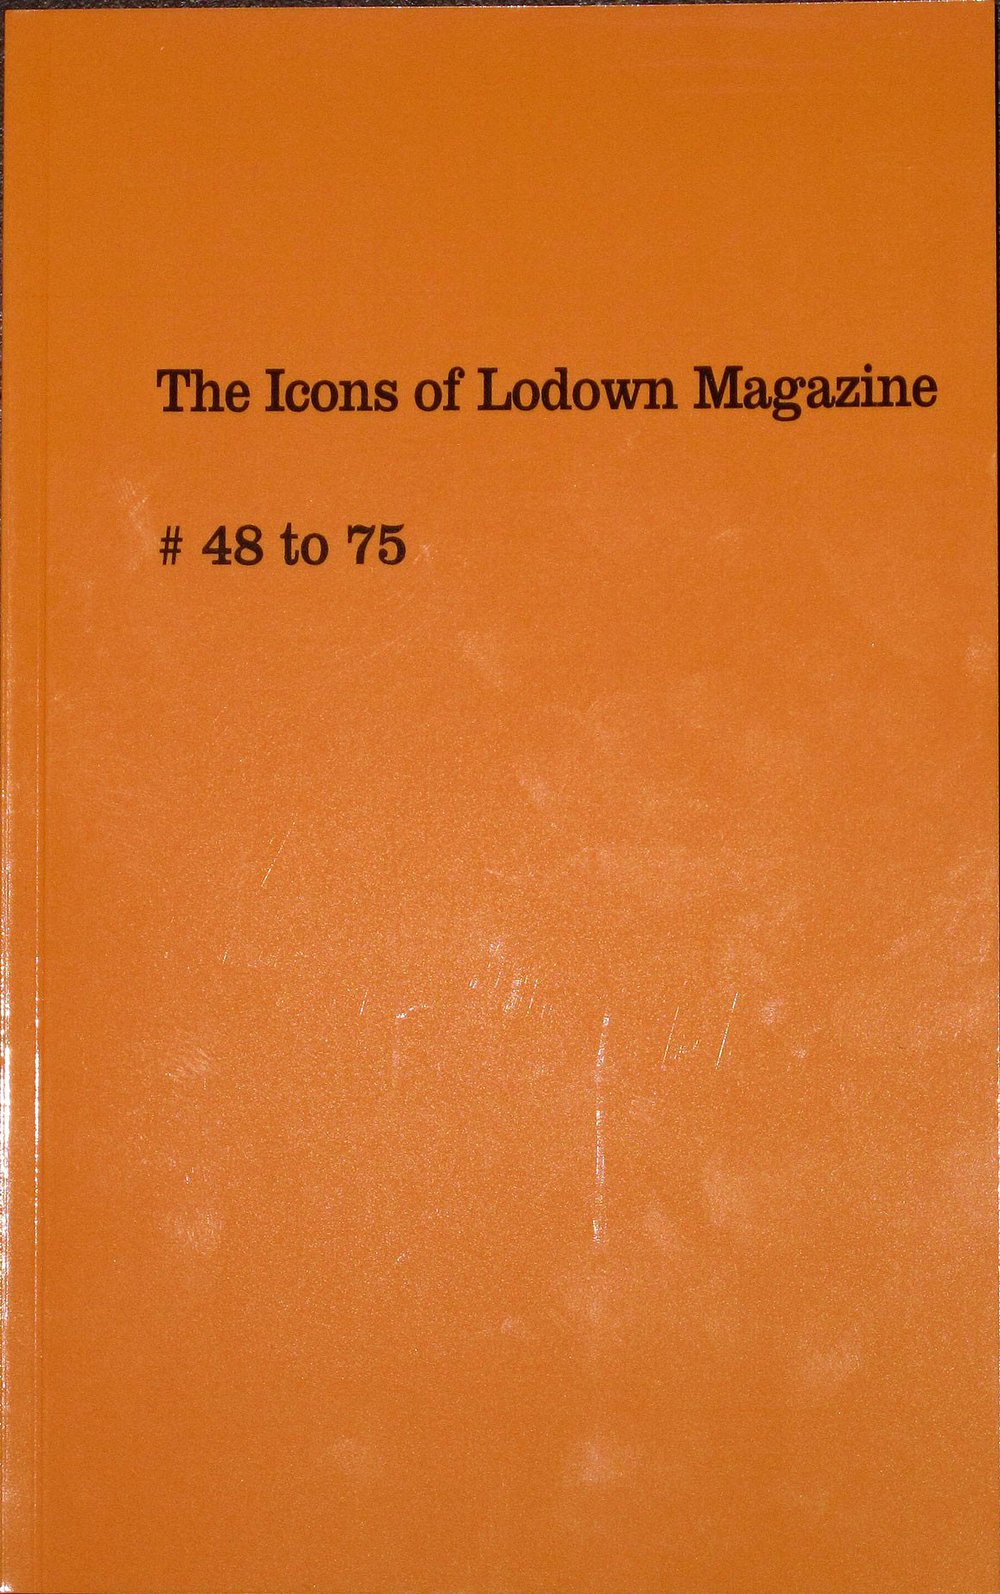 The Icons of Lodown Magazine
# 48 to 75